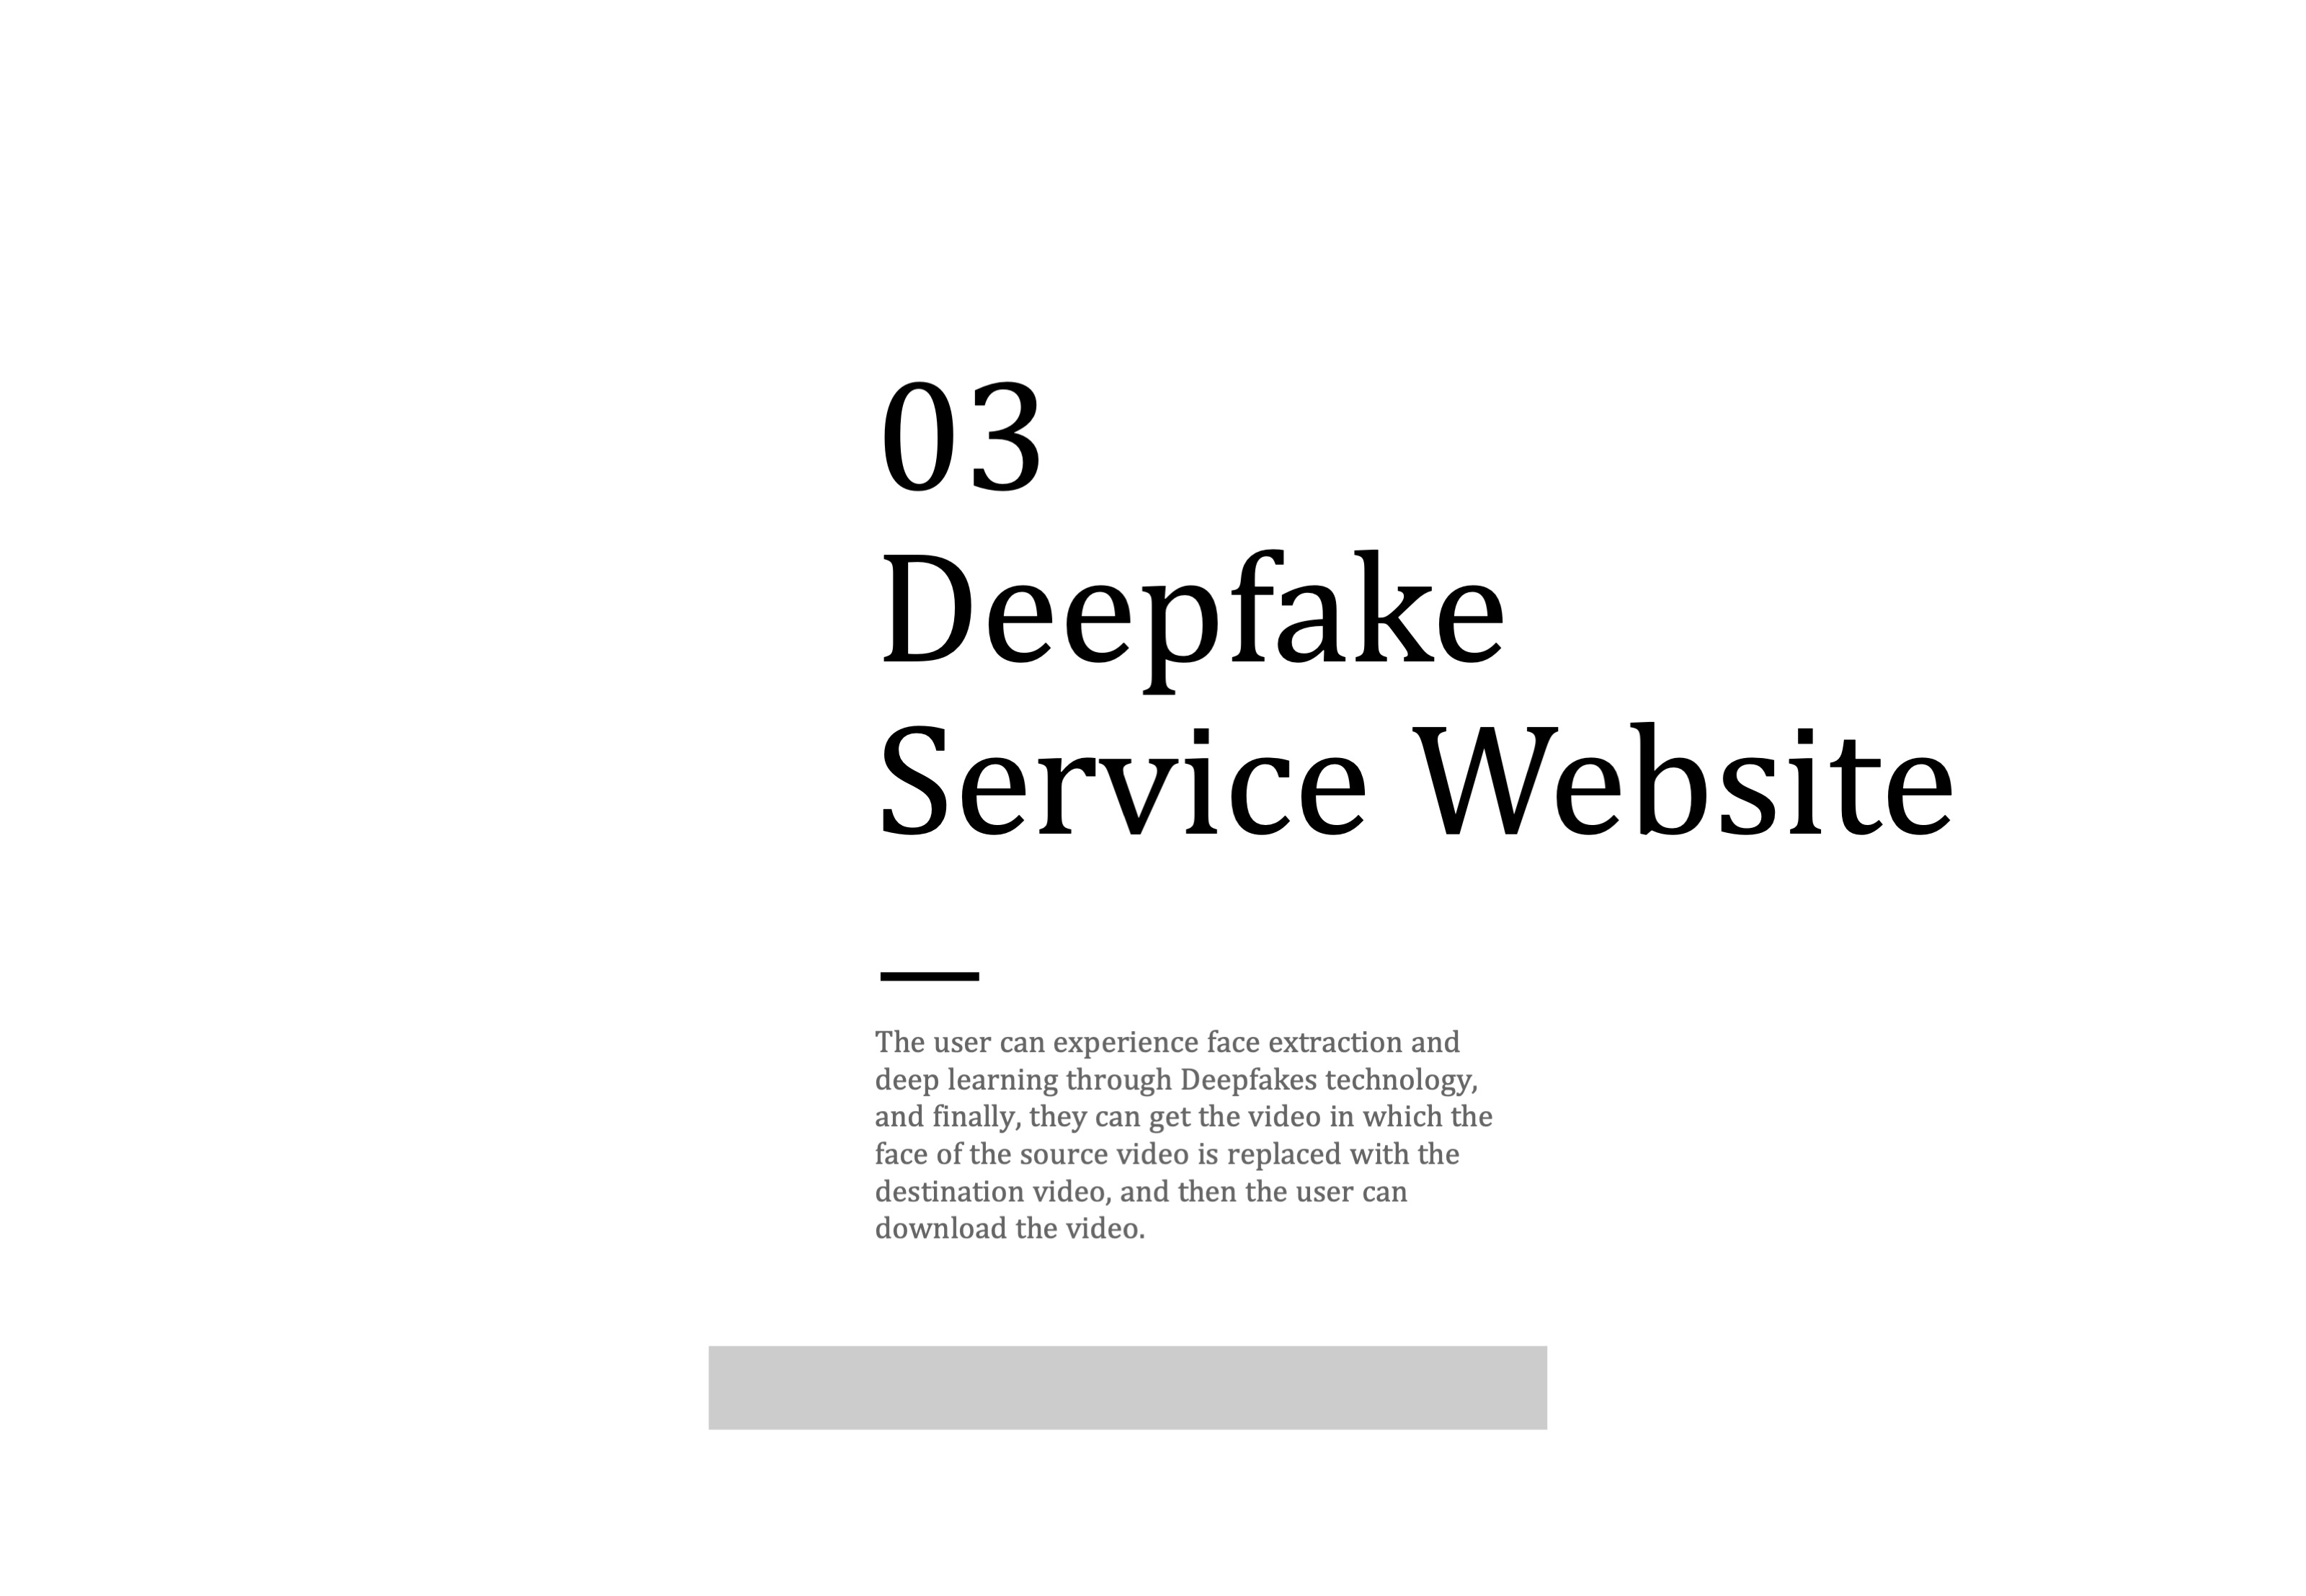 03
Deepfake
Service Website
The user can experience face extraction and
deep learning through Deepfakes technology,
and finally, they can get the video in which the
face of the source video is replaced with the
destination video, and then the user can
download the video.